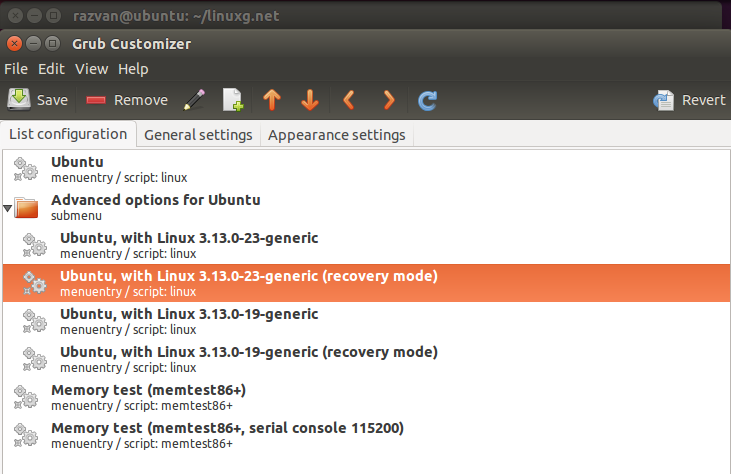 razvan@ubuntu: ~/linuxg.net
Grub Customizer
File Edit View Help
Save Remove Revert
List configuration General settings Appearance settings
Ubuntu
menuentry / script: linux
Advanced options for Ubuntu
submenu
Ubuntu, with Linux 3.13.0-23-generic
menuentry / script: linux
Ubuntu, with Linux 3.13.0-23-generic (recovery mode)
menuentry / script: linux
Ubuntu, with Linux 3.13.0-19-generic
menuentry / script: linux
Ubuntu, with Linux 3.13.0-19-generic (recovery mode)
menuentry / script: linux
Memory test (memtest86+)
menuentry / script: memtest86+
Memory test (memtest86+, serial console 115200)
menuentry / script: memtest86+